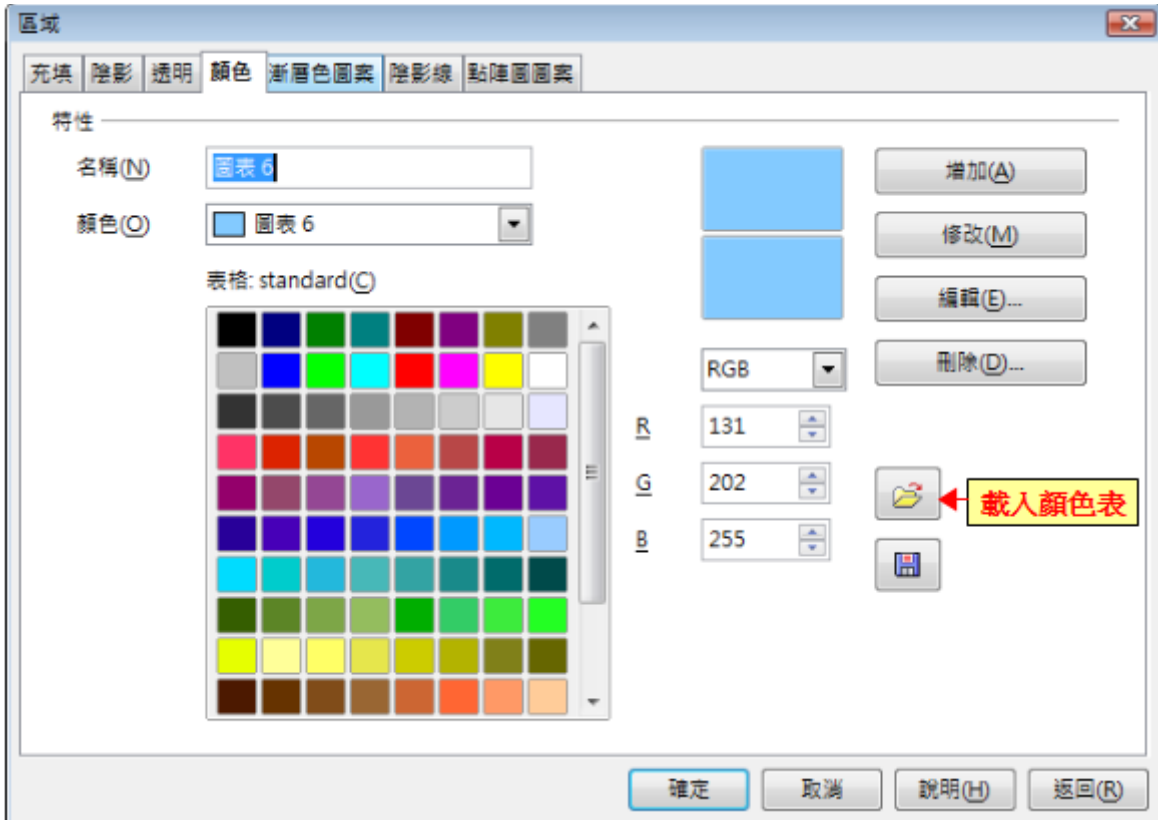 區域
充填 陰影 透明 顏色 漸層色圖案 陰影線 點陣圖圖案
特性
名稱(N) 圖表 6 增加(A)
顏色(O) 圖表 6 修改(M)
表格: standard(C)
編輯(E)...
RGB 刪除(D)...
R 131
G 202 載入顏色表
B 255
確定 取消 說明(H) 返回(R)